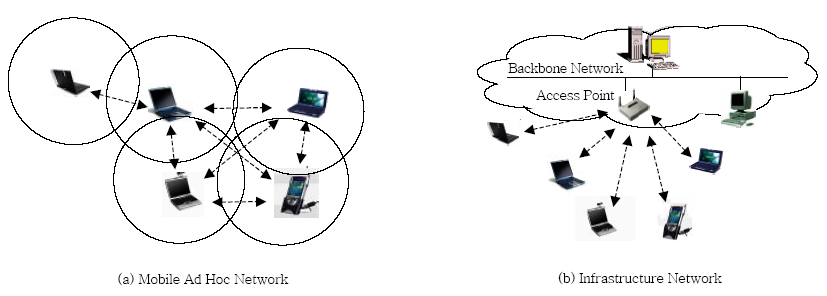 Backbone Network
Access Point
(a) Mobile Ad Hoc Network
(b) Infrastructure Network